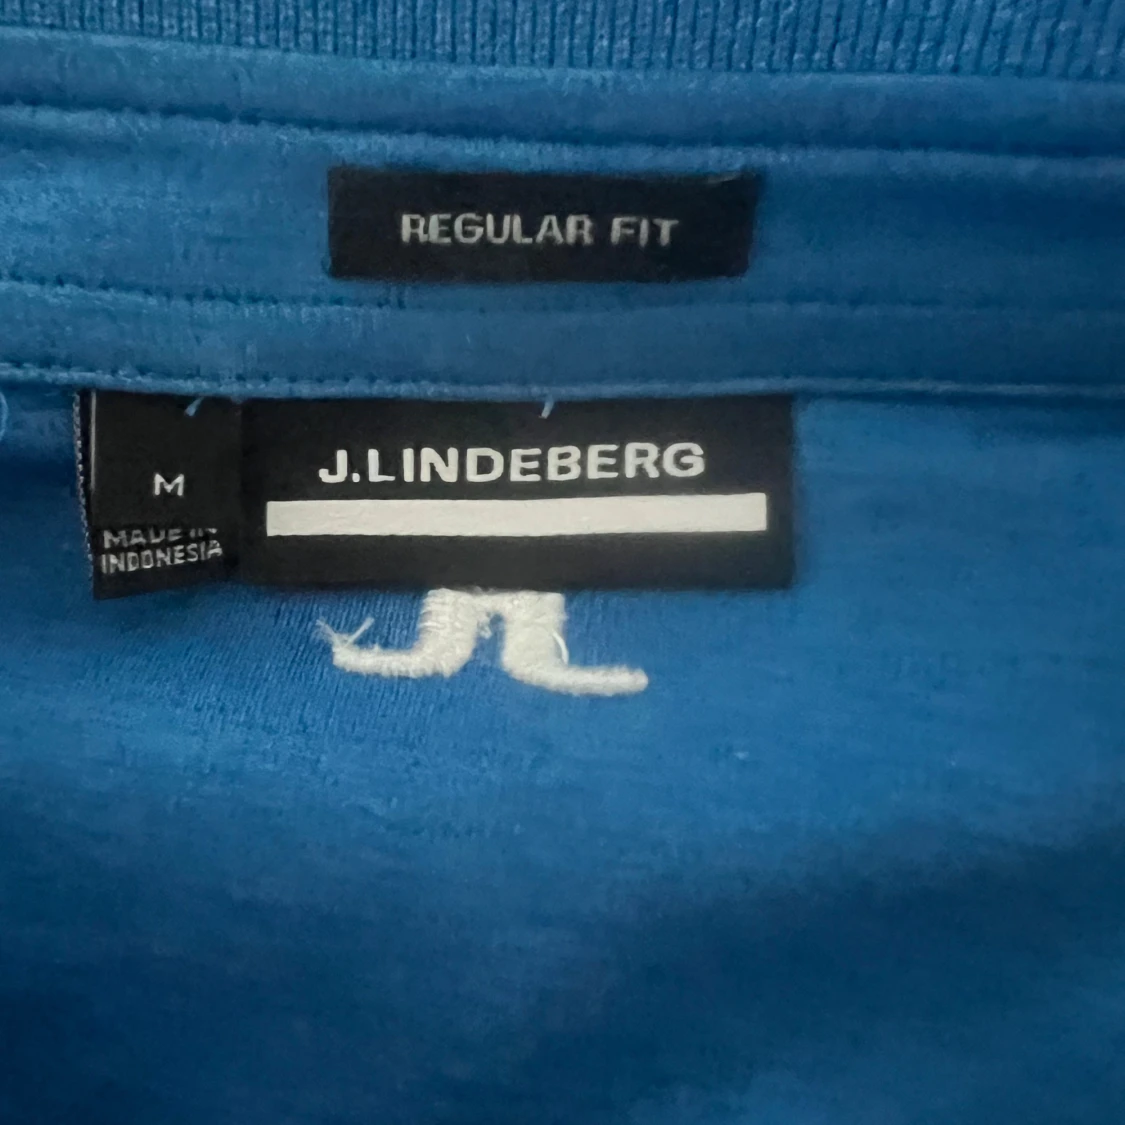 REGULAR FIT
J.LINDEBERG
M
MADE IN
INDONESIA